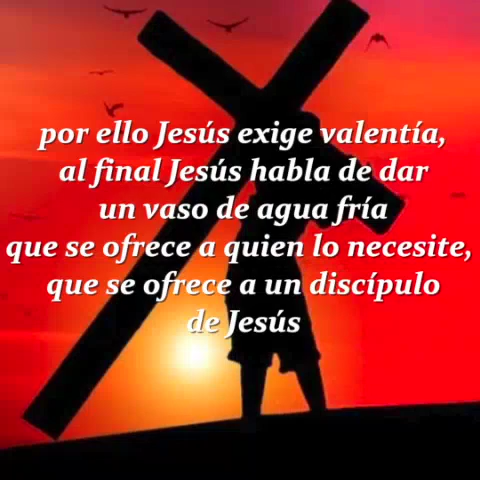 por ello Jesús exige valentía,
al final Jesús habla de dar
un vaso de agua fría
que se ofrece a quien lo necesite,
que se ofrece a un discípulo
de Jesús